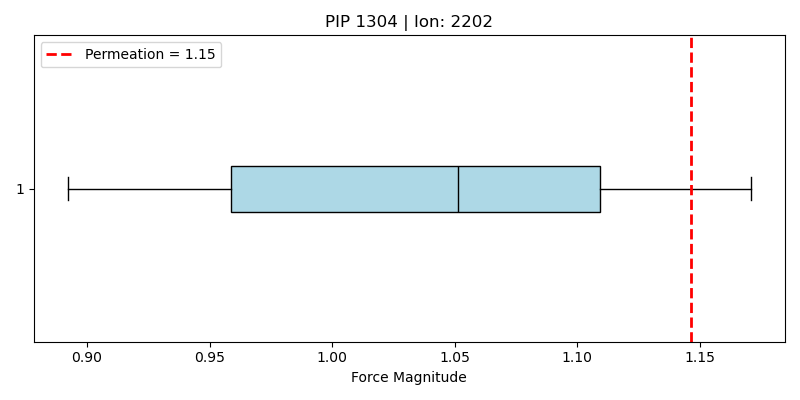 PIP 1304 | Ion: 2202
Permeation = 1.15
1
0.90 0.95 1.00 1.05 1.10 1.15
Force Magnitude